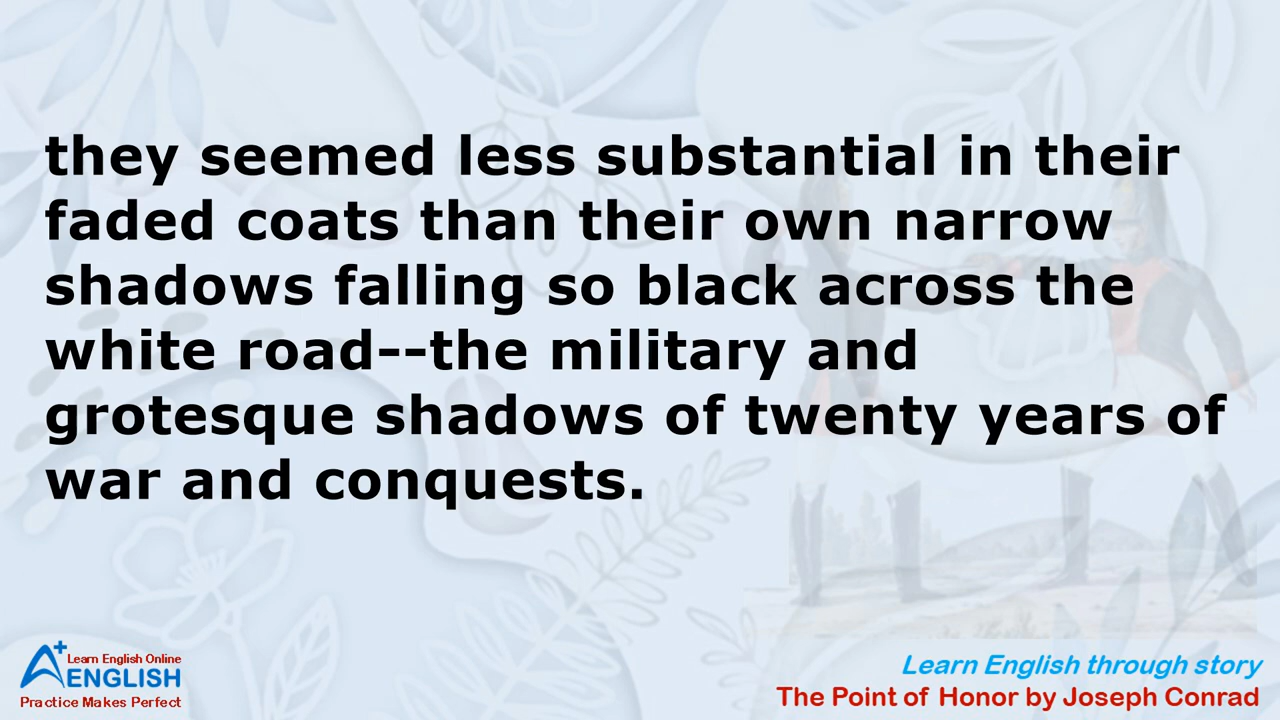 they seemed less substantial in their
faded coats than their own narrow
shadows falling so black across the
white road--the military and
grotesque shadows of twenty years of
war and conquests.
A+
Learn English Online
ENGLISH
Practice Makes Perfect
Learn English through story
The Point of Honor by Joseph Conrad